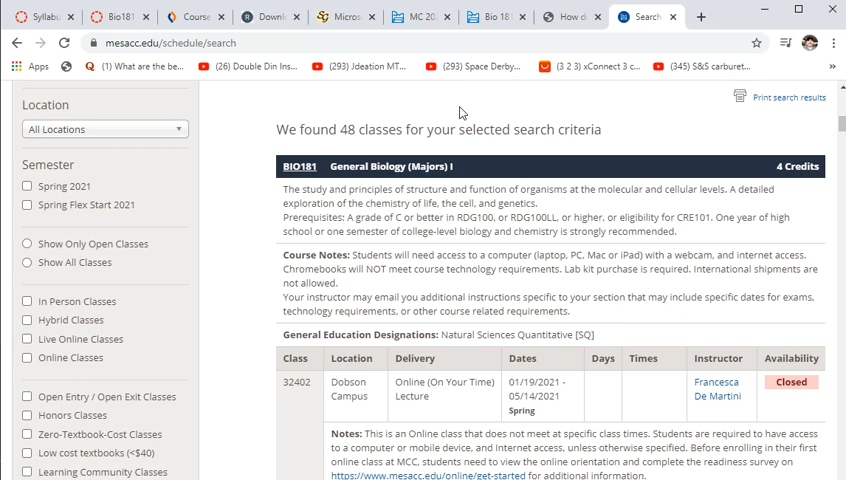 Syllabu
Bio181
Course
Downlo
Micros
MC 20
Bio 181
How d
Search
mesacc.edu/schedule/search
Apps
(1) What are the be...
(26) Double Din Ins...
(293) Jdeation MT...
(293) Space Derby...
(3 2 3) xConnect 3 c...
(345) S&S carburet...
Location
All Locations
Semester
Spring 2021
Spring Flex Start 2021
Show Only Open Classes
Show All Classes
In Person Classes
Hybrid Classes
Live Online Classes
Online Classes
Open Entry / Open Exit Classes
Honors Classes
Zero-Textbook-Cost Classes
Low cost textbooks (<$40)
Learning Community Classes
Print search results
We found 48 classes for your selected search criteria
BIO181 General Biology (Majors) I 4 Credits
The study and principles of structure and function of organisms at the molecular and cellular levels. A detailed
exploration of the chemistry of life, the cell, and genetics.
Prerequisites: A grade of C or better in RDG100, or RDG100LL, or higher, or eligibility for CRE101. One year of high
school or one semester of college-level biology and chemistry is strongly recommended.
Course Notes: Students will need access to a computer (laptop, PC, Mac or iPad) with a webcam, and internet access.
Chromebooks will NOT meet course technology requirements. Lab kit purchase is required. International shipments are
not allowed.
Your instructor may email you additional instructions specific to your section that may include specific dates for exams,
technology requirements, or other course related requirements.
General Education Designations: Natural Sciences Quantitative [SQ]
Class Location Delivery Dates Days Times Instructor Availability
32402 Dobson Online (On Your Time) 01/19/2021 - Francesca Closed
Campus Lecture 05/14/2021 De Martini
Spring
Notes: This is an Online class that does not meet at specific class times. Students are required to have access
to a computer or mobile device, and Internet access, unless otherwise specified. Before enrolling in their first
online class at MCC, students need to view the online orientation and complete the readiness survey on
https://www.mesacc.edu/online/get-started for additional information.